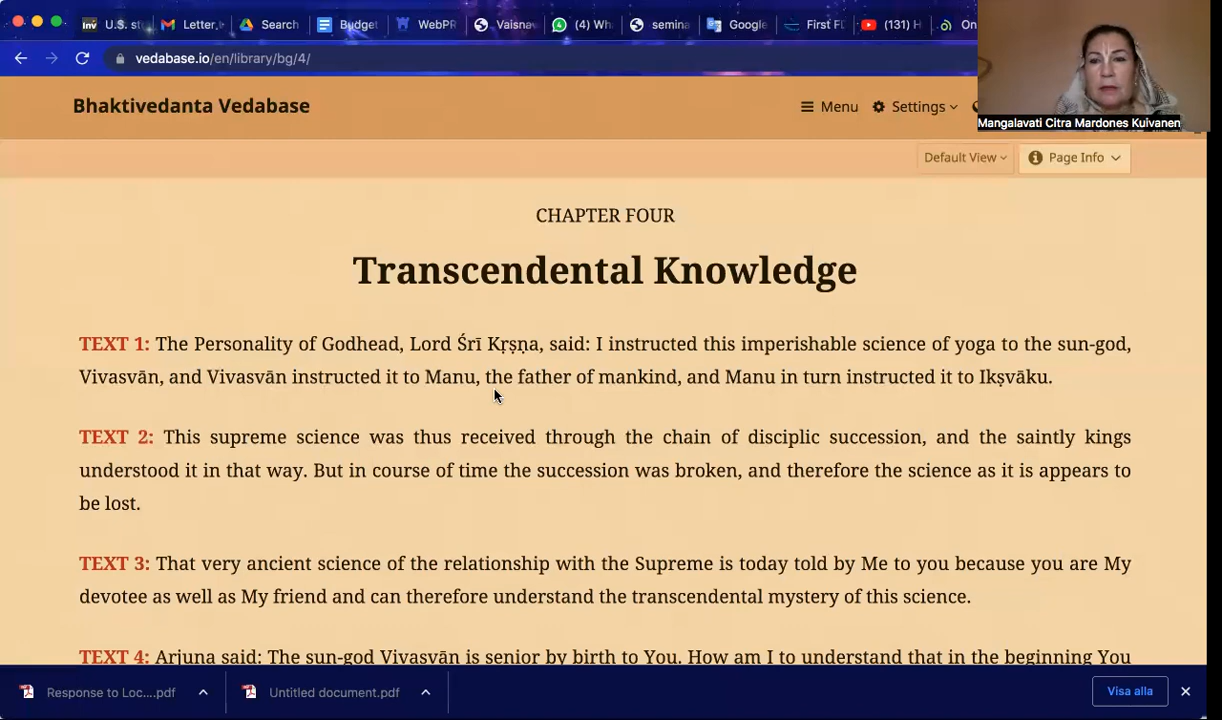 U.S. st
Letter,
Search
Budget
WebPR
Vaisna
(4) Wh
semina
Google
First Fl
(131) H
On
vedabase.io/en/library/bg/4/
Bhaktivedanta Vedabase
Menu
Settings
Mangalavati Citra Mardones Kuivanen
Default View
Page Info
CHAPTER FOUR
Transcendental Knowledge
TEXT 1: The Personality of Godhead, Lord Śrī Kṛṣṇa, said: I instructed this imperishable science of yoga to the sun-god,
Vivasvān, and Vivasvān instructed it to Manu, the father of mankind, and Manu in turn instructed it to Ikṣvāku.
TEXT 2: This supreme science was thus received through the chain of disciplic succession, and the saintly kings
understood it in that way. But in course of time the succession was broken, and therefore the science as it is appears to
be lost.
TEXT 3: That very ancient science of the relationship with the Supreme is today told by Me to you because you are My
devotee as well as My friend and can therefore understand the transcendental mystery of this science.
TEXT 4: Arjuna said: The sun-god Vivasvān is senior by birth to You. How am I to understand that in the beginning You
Response to Loc....pdf
Untitled document.pdf
Visa alla